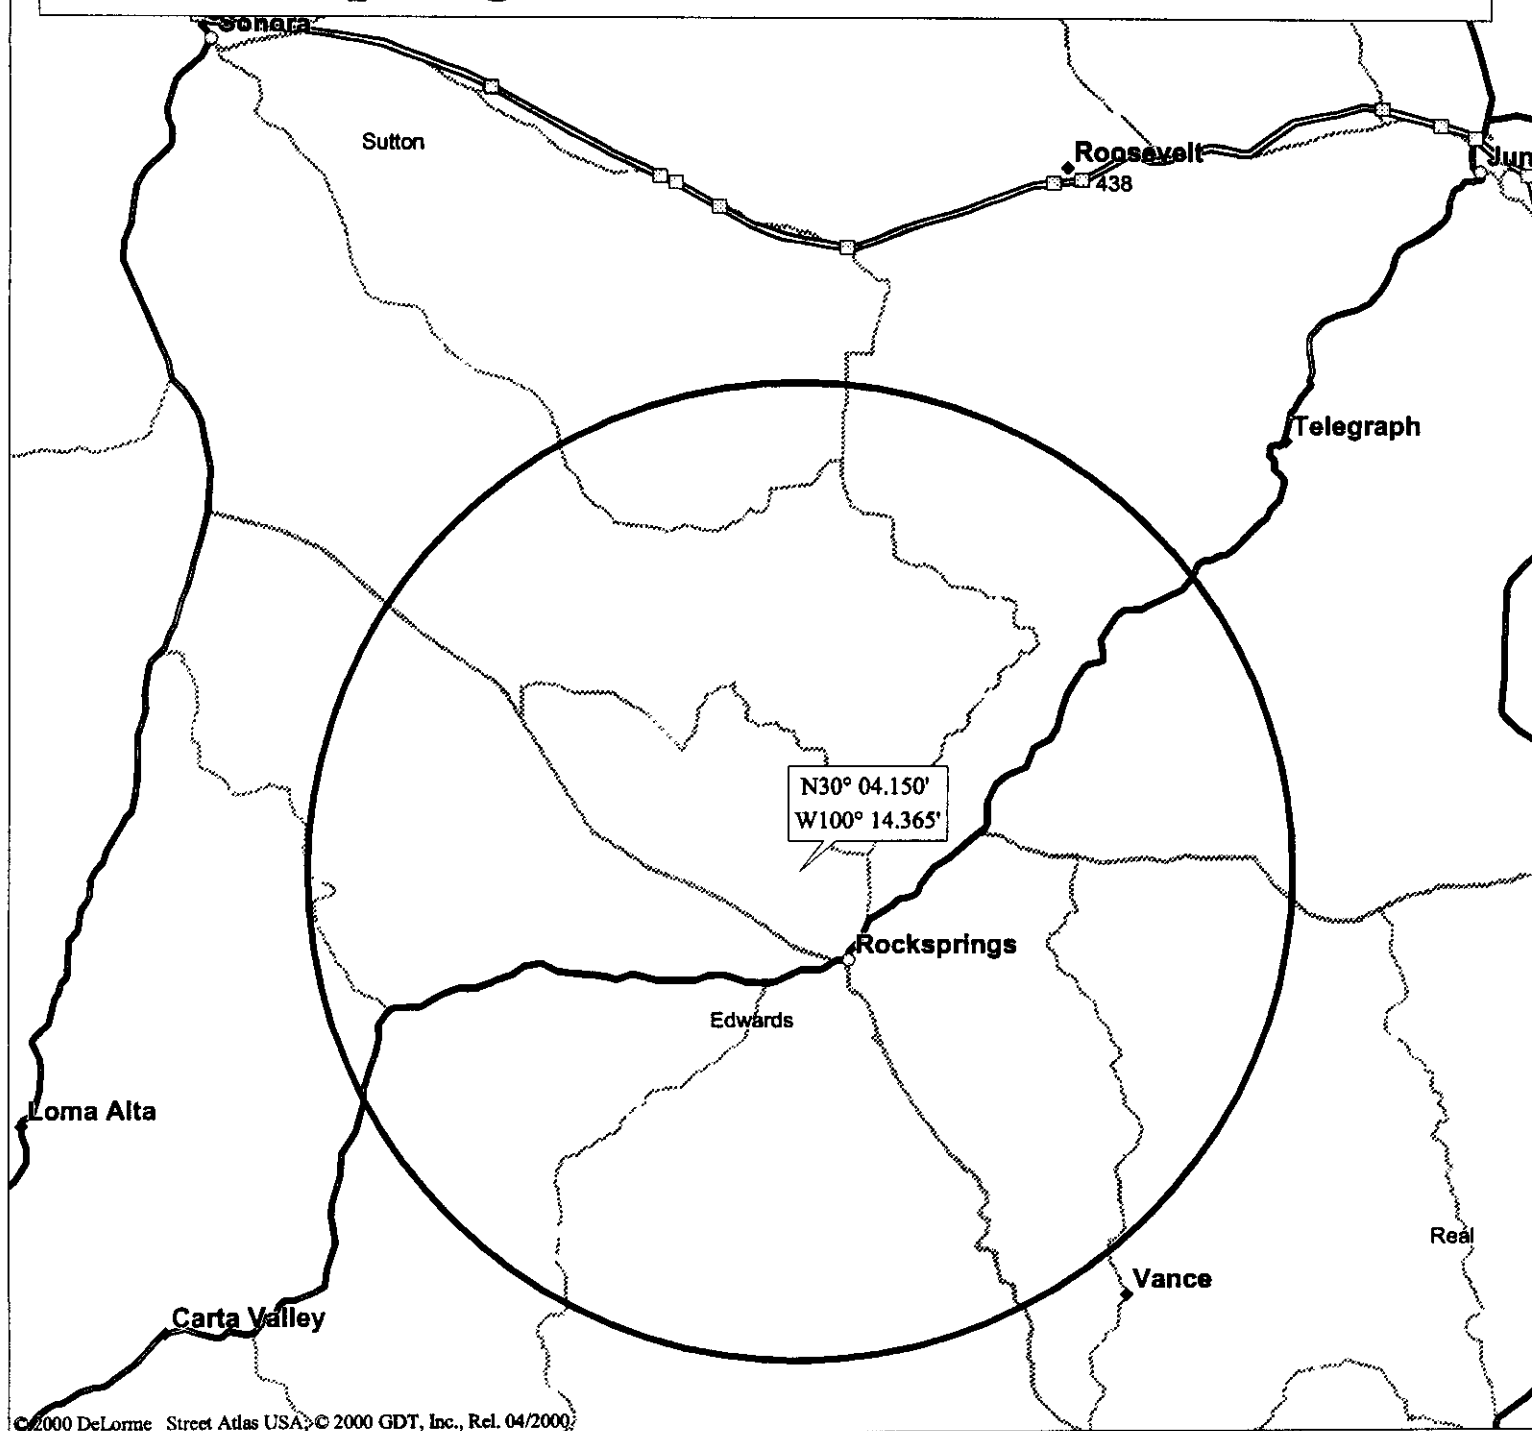 Sonora
Sutton
Roosevelt
438
Jun
Telegraph
N30° 04.150'
W100° 14.365'
Rocksprings
Edwards
Loma Alta
Real
Vance
Carta Valley
© 2000 DeLorme Street Atlas USA, © 2000 GDT, Inc., Rel. 04/2000